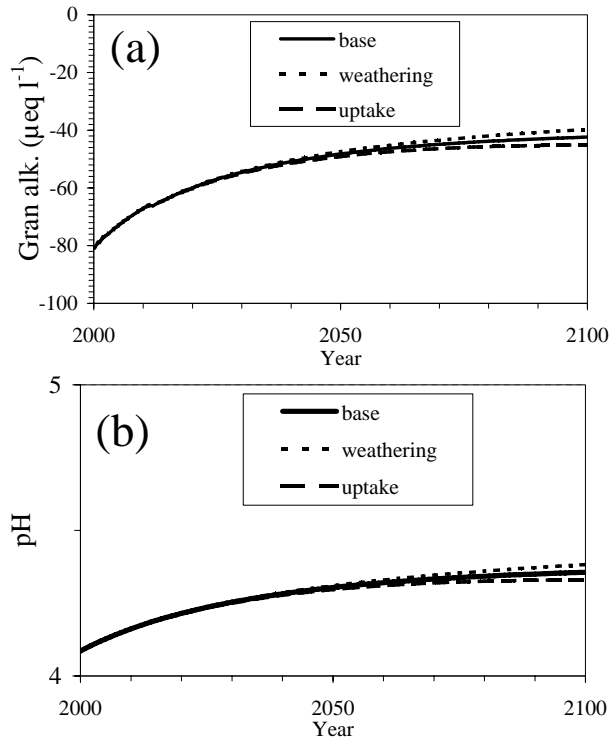 (a)
base
weathering
uptake
Gran alk. (µeq l⁻¹)
0
-20
-40
-60
-80
-100
2000
2050
2100
Year
(b)
base
weathering
uptake
pH
5
4
2000
2050
2100
Year